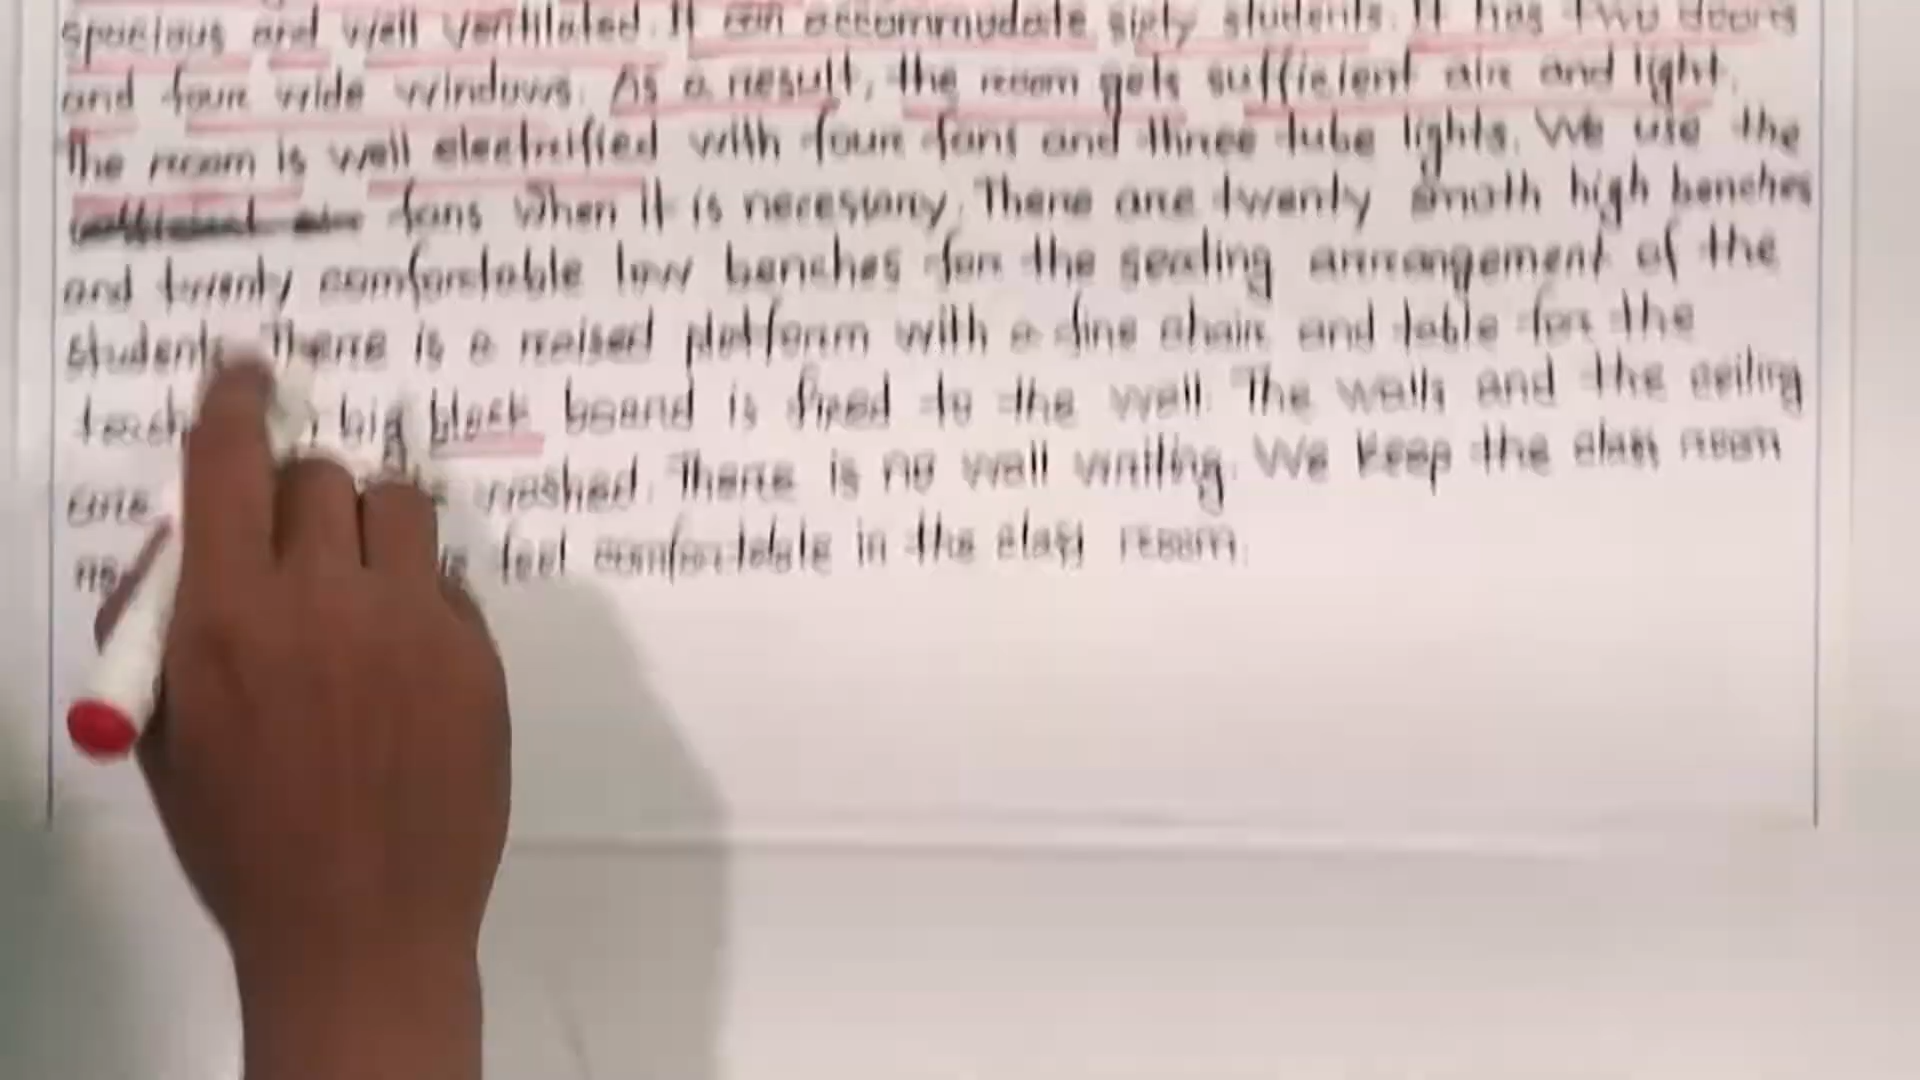 spacious and well ventilated. It can accommodate sixty students. It has two doors
and four wide windows. As a result, the room gets sufficient air and light.
The room is well electrified with four fans and three tube lights. We use the
fans when it is necessary. There are twenty smoth high benches
and twenty comfortable low benches for the seating arrangement of the
students. There is a raised platform with a fine chair and table for the
big black board is fixed to the wall. The walls and the ceiling
are washed. There is no wall writing. We keep the class room
feel comfortable in the class room.